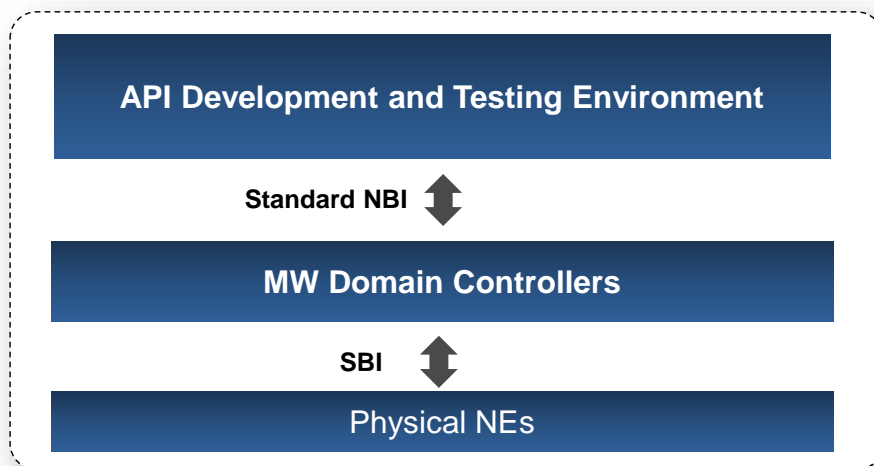 API Development and Testing Environment
Standard NBI
MW Domain Controllers
SBI
Physical NEs